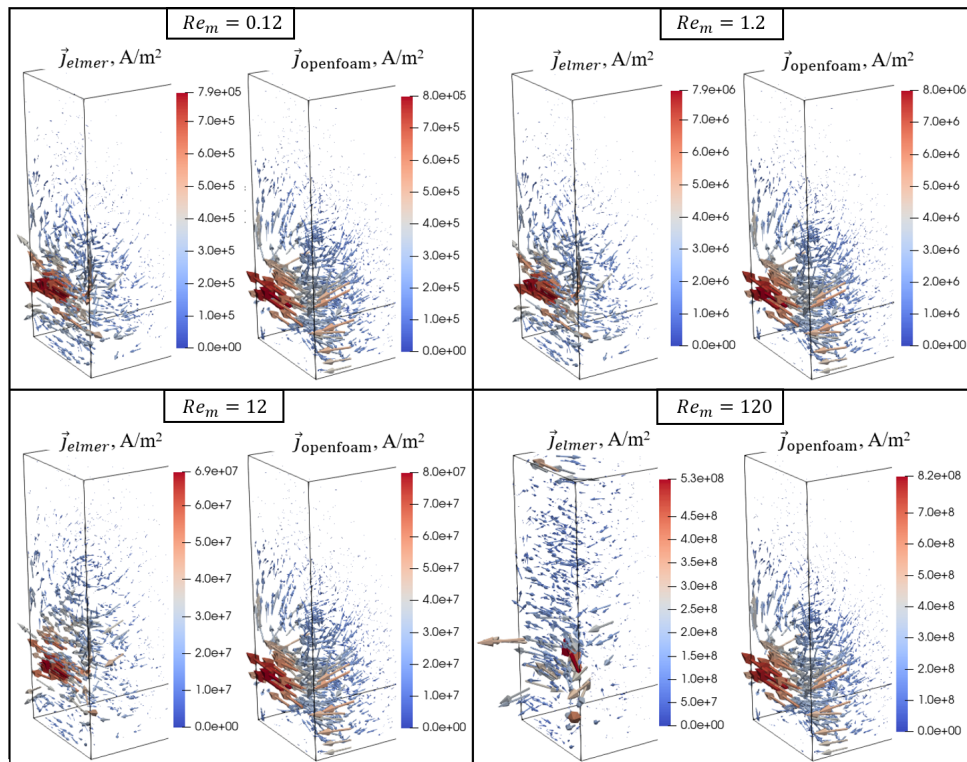 Re_m = 0.12
j⃗_elmer, A/m²
j⃗_openfoam, A/m²
7.9e+05
7.0e+5
6.0e+5
5.0e+5
4.0e+5
3.0e+5
2.0e+5
1.0e+5
0.0e+00
8.0e+05
7.0e+5
6.0e+5
5.0e+5
4.0e+5
3.0e+5
2.0e+5
1.0e+5
0.0e+00
Re_m = 1.2
j⃗_elmer, A/m²
j⃗_openfoam, A/m²
7.9e+06
7.0e+6
6.0e+6
5.0e+6
4.0e+6
3.0e+6
2.0e+6
1.0e+6
0.0e+00
8.0e+06
7.0e+6
6.0e+6
5.0e+6
4.0e+6
3.0e+6
2.0e+6
1.0e+6
0.0e+00
Re_m = 12
j⃗_elmer, A/m²
j⃗_openfoam, A/m²
6.9e+07
6.0e+7
5.0e+7
4.0e+7
3.0e+7
2.0e+7
1.0e+7
0.0e+00
8.0e+07
7.0e+7
6.0e+7
5.0e+7
4.0e+7
3.0e+7
2.0e+7
1.0e+7
0.0e+00
Re_m = 120
j⃗_elmer, A/m²
j⃗_openfoam, A/m²
5.3e+08
4.5e+8
4.0e+8
3.5e+8
3.0e+8
2.5e+8
2.0e+8
1.5e+8
1.0e+8
5.0e+7
0.0e+00
8.2e+08
7.0e+8
6.0e+8
5.0e+8
4.0e+8
3.0e+8
2.0e+8
1.0e+8
0.0e+00